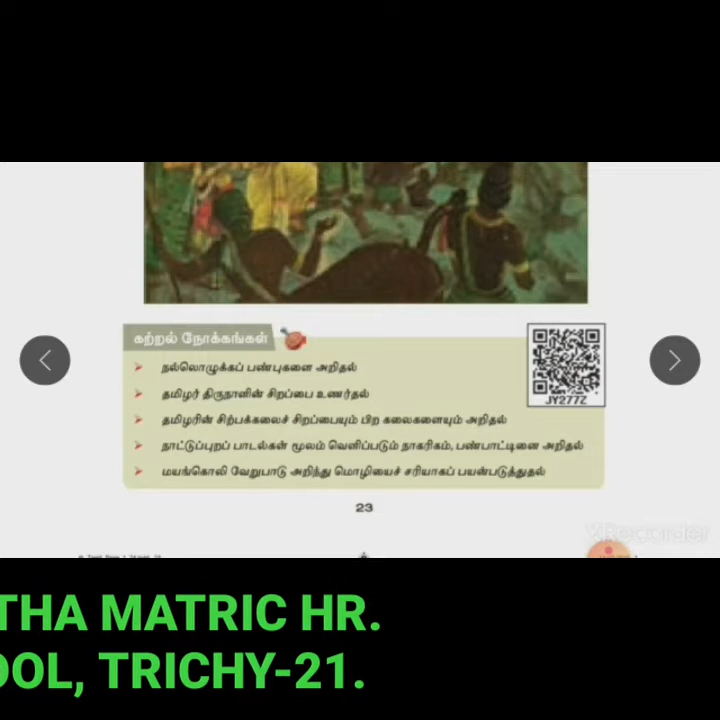 கற்றல் நோக்கங்கள்
JY277Z
➤ நல்லொழுக்கப் பண்புகளை அறிதல்
➤ தமிழர் திருநாளின் சிறப்பை உணர்தல்
➤ தமிழரின் சிற்பக்கலைச் சிறப்பையும் பிற கலைகளையும் அறிதல்
➤ நாட்டுப்புறப் பாடல்கள் மூலம் வெளிப்படும் நாகரிகம், பண்பாட்டினை அறிதல்
➤ மயங்கொலி வேறுபாடு அறிந்து மொழியைச் சரியாகப் பயன்படுத்துதல்
23
XRecorder
THA MATRIC HR.
OOL, TRICHY-21.